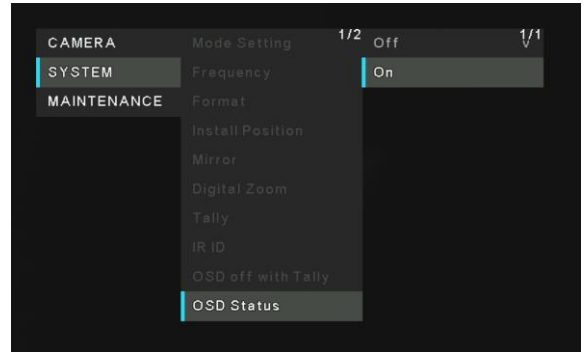 CAMERA
SYSTEM
MAINTENANCE
Mode Setting 1/2
Frequency
Format
Install Position
Mirror
Digital Zoom
Tally
IR ID
OSD off with Tally
OSD Status
Off 1/1
On